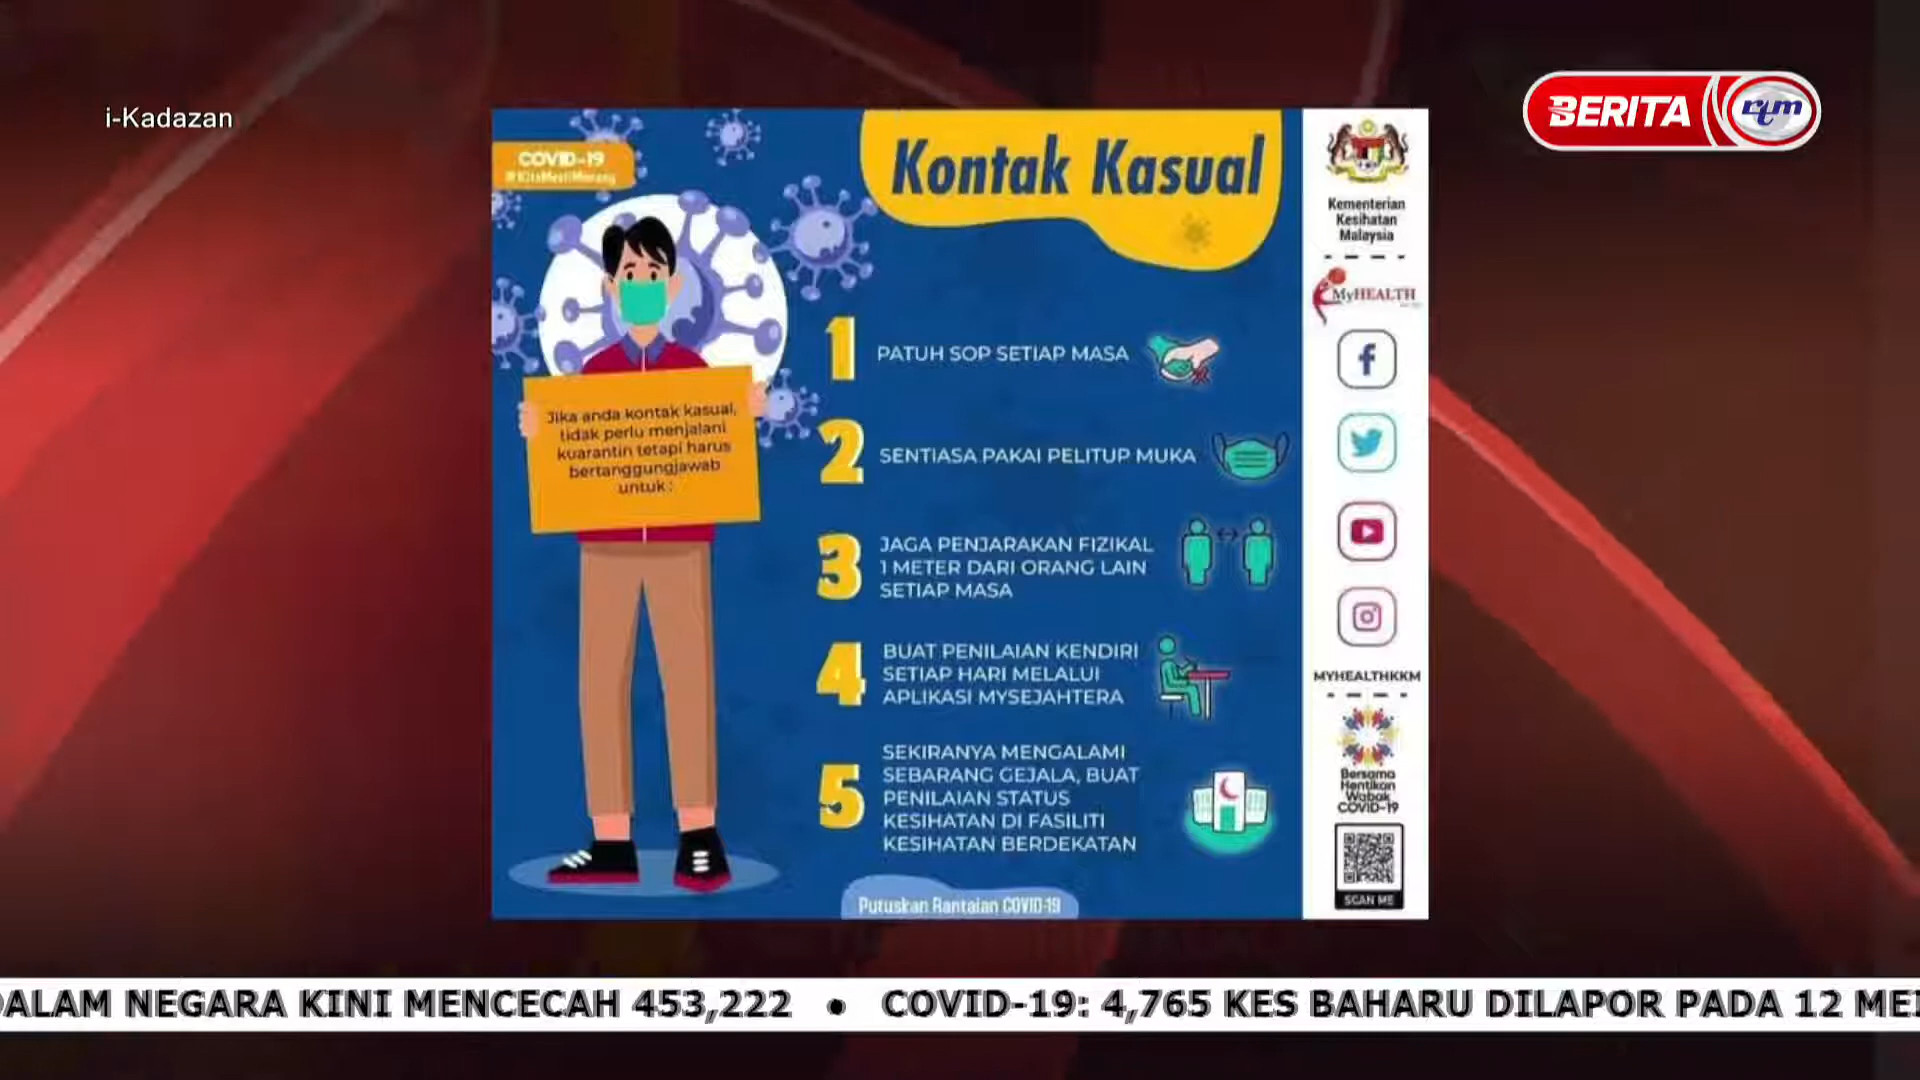 i-Kadazan
BERITA rtm
COVID-19
#KitaMestiMenang
Kontak Kasual
Jika anda kontak kasual,
tidak perlu menjalani
kuarantin tetapi harus
bertanggungjawab
untuk :
1
PATUH SOP SETIAP MASA
2
SENTIASA PAKAI PELITUP MUKA
3
JAGA PENJARAKAN FIZIKAL
1 METER DARI ORANG LAIN
SETIAP MASA
4
BUAT PENILAIAN KENDIRI
SETIAP HARI MELALUI
APLIKASI MYSEJAHTERA
5
SEKIRANYA MENGALAMI
SEBARANG GEJALA, BUAT
PENILAIAN STATUS
KESIHATAN DI FASILITI
KESIHATAN BERDEKATAN
Putuskan Rantaian COVID-19
Kementerian
Kesihatan
Malaysia
MyHEALTH
MYHEALTHKKM
Bersama
Hentikan
Wabak
COVID-19
SCAN ME
DALAM NEGARA KINI MENCECAH 453,222 • COVID-19: 4,765 KES BAHARU DILAPOR PADA 12 MEI